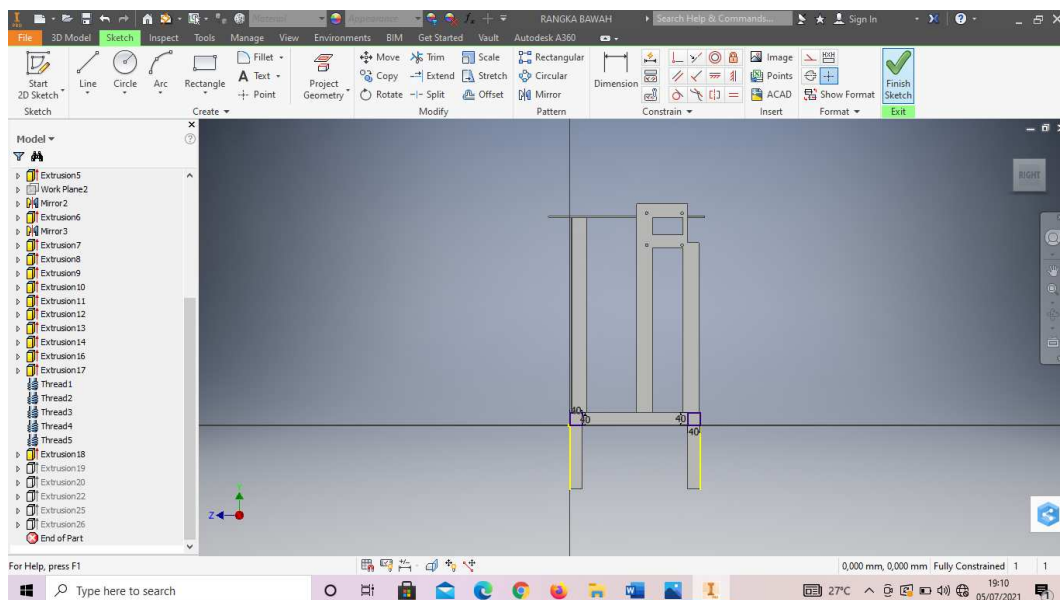 PRO
Material
Appearance
RANGKA BAWAH
Search Help & Commands...
Sign In
File 3D Model Sketch Inspect Tools Manage View Environments BIM Get Started Vault Autodesk A360
Start
2D Sketch
Line
Circle
Arc
Rectangle
Fillet
Text
Point
Project
Geometry
Move
Trim
Scale
Copy
Extend
Stretch
Rotate
Split
Offset
Rectangular
Circular
Mirror
Dimension
Image
Points
ACAD
Show Format
Finish
Sketch
Sketch
Create
Modify
Pattern
Constrain
Insert
Format
Exit
Model
Extrusion5
Work Plane2
Mirror2
Extrusion6
Mirror3
Extrusion7
Extrusion8
Extrusion9
Extrusion10
Extrusion11
Extrusion12
Extrusion13
Extrusion14
Extrusion16
Extrusion17
Thread1
Thread2
Thread3
Thread4
Thread5
Extrusion18
Extrusion19
Extrusion20
Extrusion22
Extrusion25
Extrusion26
End of Part
RIGHT
40
40
40
40
Z
For Help, press F1
0,000 mm, 0,000 mm Fully Constrained 1 1
Type here to search
27°C
19:10
05/07/2021